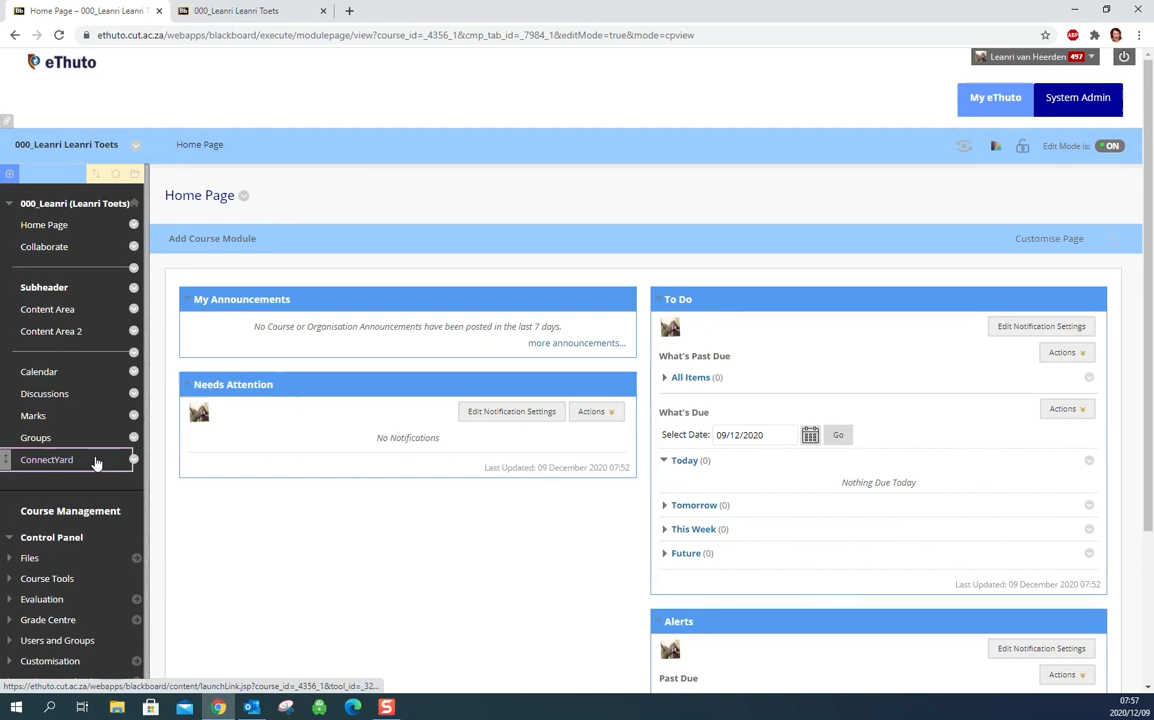 Home Page – 000_Leanri Leanri T
000_Leanri Leanri Toets
ethuto.cut.ac.za/webapps/blackboard/execute/modulepage/view?course_id=_4356_1&cmp_tab_id=_7984_1&editMode=true&mode=cpview
eThuto
Leanri van Heerden 497
My eThuto
System Admin
000_Leanri Leanri Toets
Home Page
Edit Mode is: ON
000_Leanri (Leanri Toets)
Home Page
Collaborate
Subheader
Content Area
Content Area 2
Calendar
Discussions
Marks
Groups
ConnectYard
Course Management
Control Panel
Files
Course Tools
Evaluation
Grade Centre
Users and Groups
Customisation
Home Page
Add Course Module
Customise Page
My Announcements
No Course or Organisation Announcements have been posted in the last 7 days.
more announcements...
Needs Attention
Edit Notification Settings
Actions
No Notifications
Last Updated: 09 December 2020 07:52
To Do
Edit Notification Settings
What's Past Due
Actions
All Items (0)
What's Due
Actions
Select Date: 09/12/2020 Go
Today (0)
Nothing Due Today
Tomorrow (0)
This Week (0)
Future (0)
Last Updated: 09 December 2020 07:52
Alerts
Edit Notification Settings
Past Due
Actions
https://ethuto.cut.ac.za/webapps/blackboard/content/launchLink.jsp?course_id=_4356_1&tool_id=_32...
07:57
2020/12/09